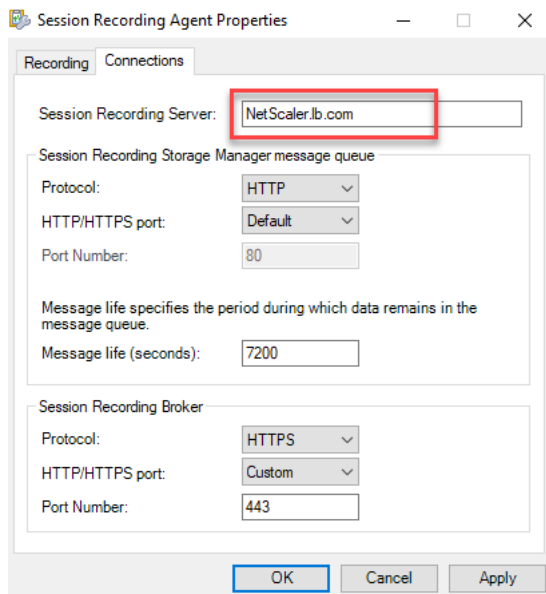 Session Recording Agent Properties
Recording
Connections
Session Recording Server: NetScaler.lb.com
Session Recording Storage Manager message queue
Protocol: HTTP
HTTP/HTTPS port: Default
Port Number: 80
Message life specifies the period during which data remains in the
message queue.
Message life (seconds): 7200
Session Recording Broker
Protocol: HTTPS
HTTP/HTTPS port: Custom
Port Number: 443
OK Cancel Apply